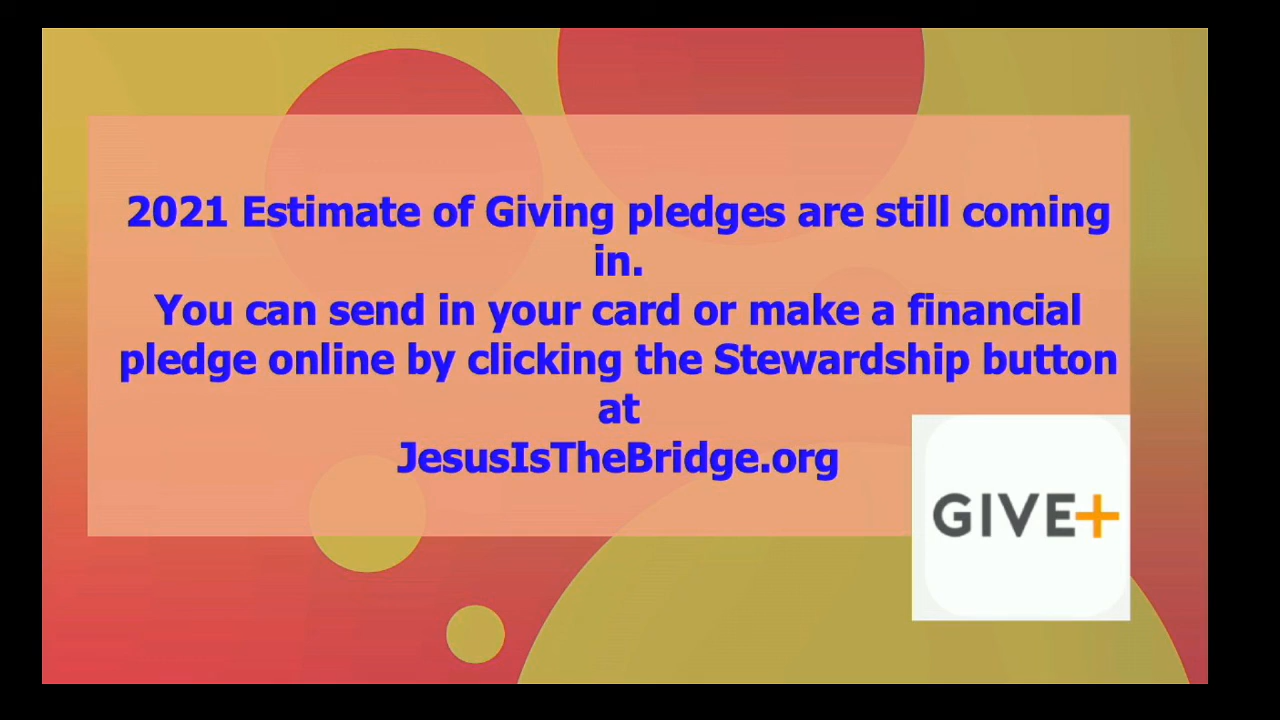 2021 Estimate of Giving pledges are still coming
in.
You can send in your card or make a financial
pledge online by clicking the Stewardship button
at
JesusIsTheBridge.org
GIVE+